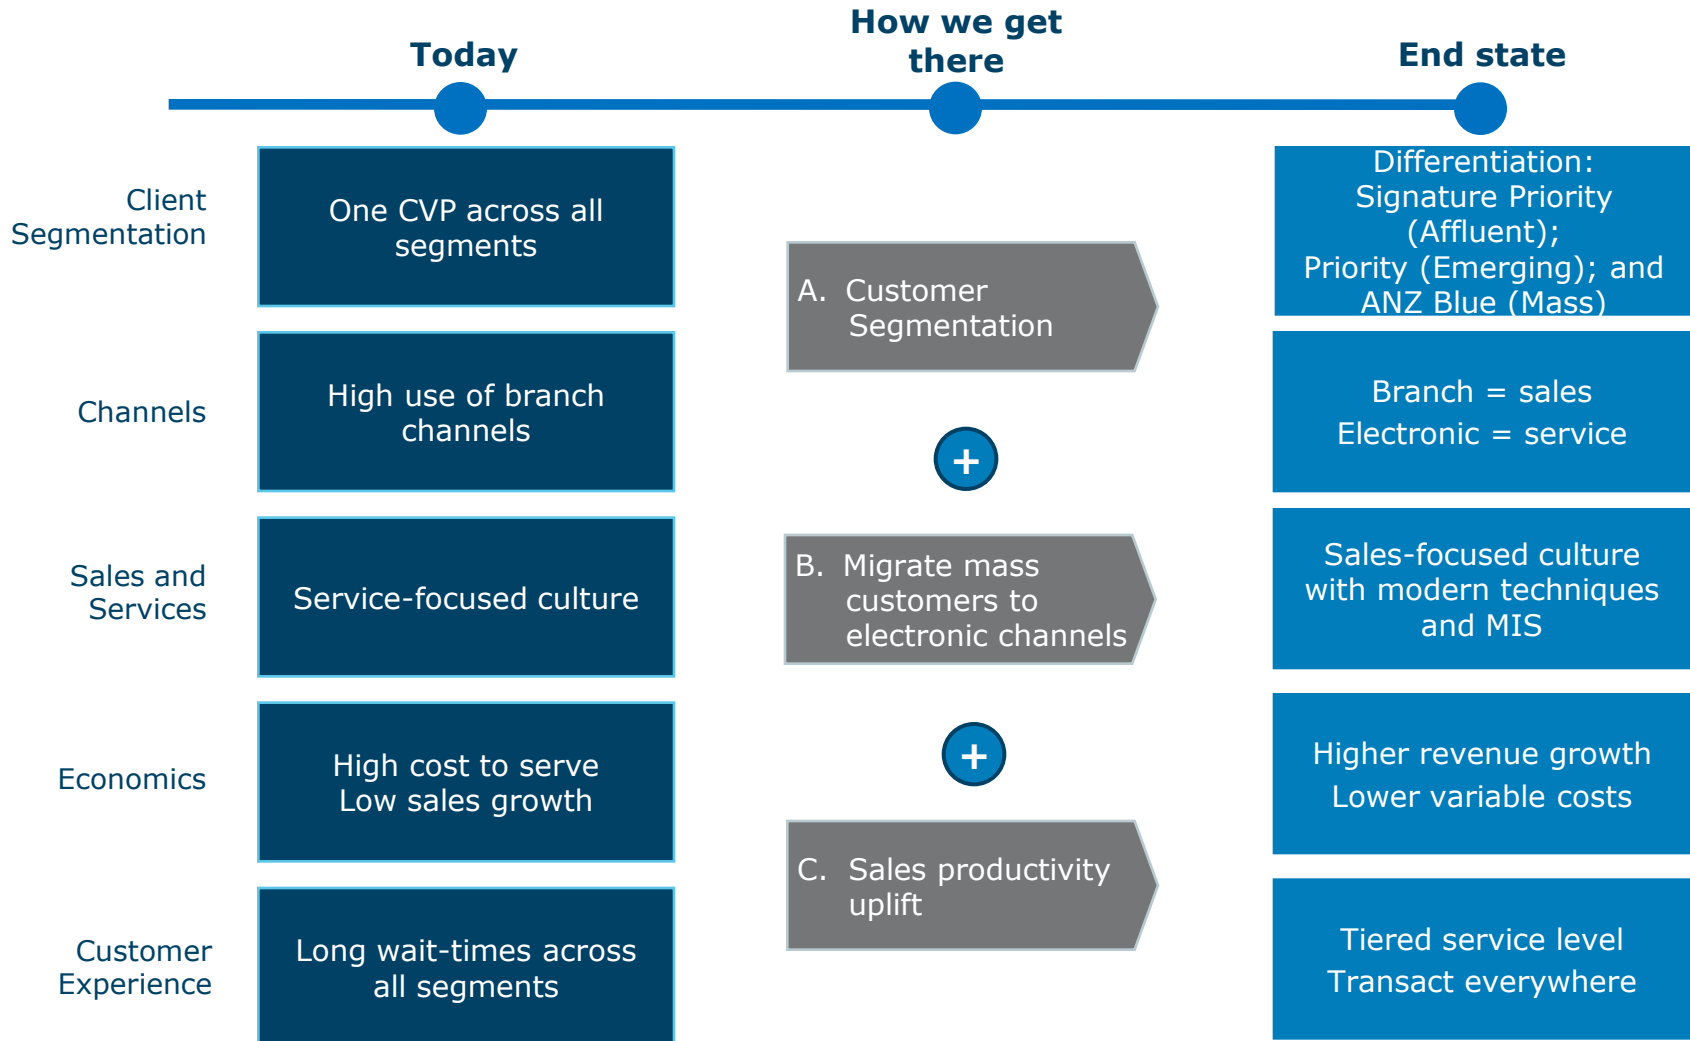 Today
How we get
there
End state
Client
Segmentation
One CVP across all
segments
Differentiation:
Signature Priority
(Affluent);
Priority (Emerging); and
ANZ Blue (Mass)
A. Customer
Segmentation
Channels
High use of branch
channels
Branch = sales
Electronic = service
+
Sales and
Services
Service-focused culture
B. Migrate mass
customers to
electronic channels
Sales-focused culture
with modern techniques
and MIS
Economics
High cost to serve
Low sales growth
+
Higher revenue growth
Lower variable costs
C. Sales productivity
uplift
Customer
Experience
Long wait-times across
all segments
Tiered service level
Transact everywhere